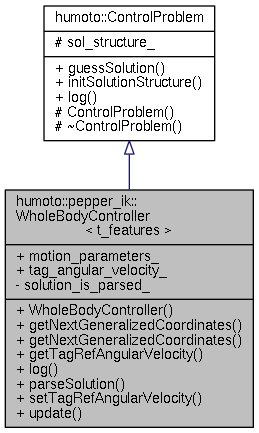 humoto::ControlProblem
# sol_structure_
+ guessSolution()
+ initSolutionStructure()
+ log()
# ControlProblem()
# ~ControlProblem()
humoto::pepper_ik::
WholeBodyController
< t_features >
+ motion_parameters_
+ tag_angular_velocity_
- solution_is_parsed_
+ WholeBodyController()
+ getNextGeneralizedCoordinates()
+ getNextGeneralizedCoordinates()
+ getTagRefAngularVelocity()
+ log()
+ parseSolution()
+ setTagRefAngularVelocity()
+ update()